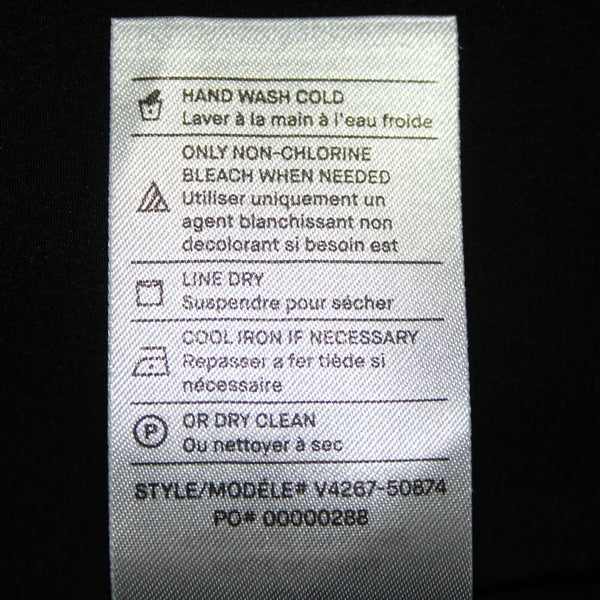 HAND WASH COLD
Laver à la main à l'eau froide
ONLY NON-CHLORINE
BLEACH WHEN NEEDED
Utiliser uniquement un
agent blanchissant non
decolorant si besoin est
LINE DRY
Suspendre pour sécher
COOL IRON IF NECESSARY
Repasser a fer tiède si
nécessaire
P
OR DRY CLEAN
Ou nettoyer à sec
STYLE/MODÉLE# V4267-50874
PO# 00000288